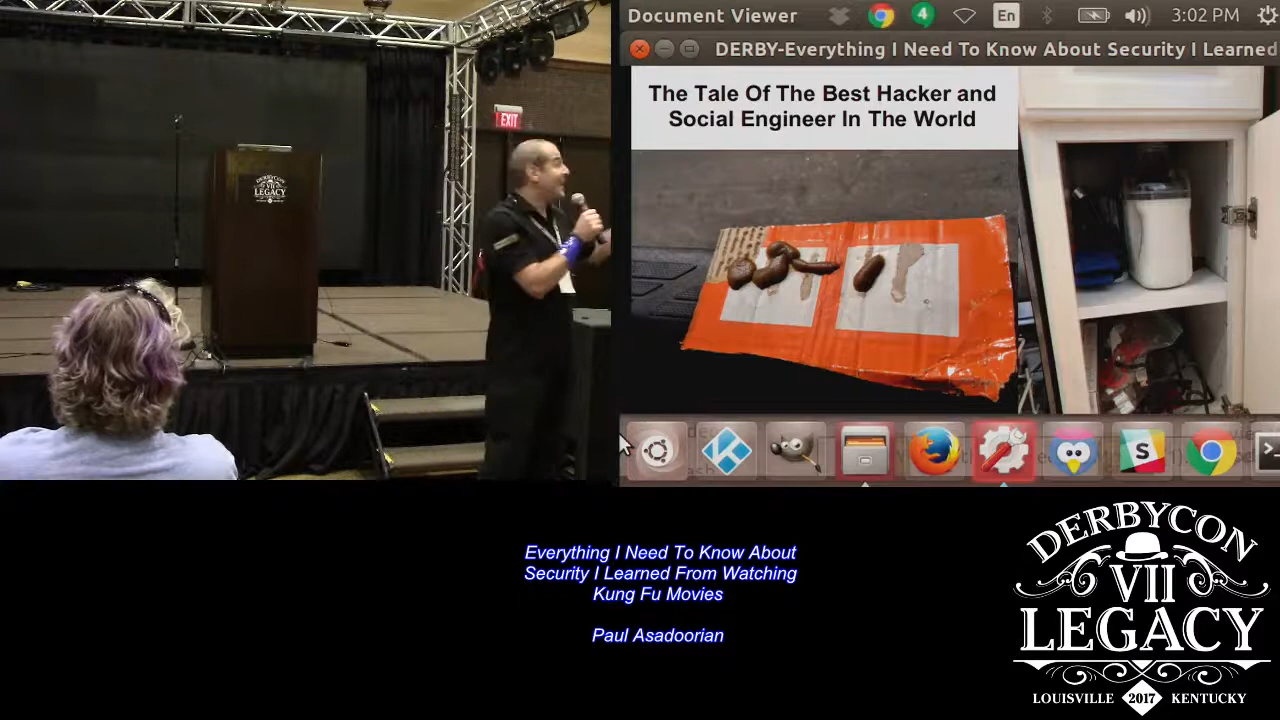 Document Viewer
4
En
3:02 PM
DERBY-Everything I Need To Know About Security I Learned
The Tale Of The Best Hacker and
Social Engineer In The World
EXIT
DERBYCON
VII
LEGACY
S
>_
Everything I Need To Know About
Security I Learned From Watching
Kung Fu Movies
Paul Asadoorian
DERBYCON
VII
LEGACY
LOUISVILLE 2017 KENTUCKY